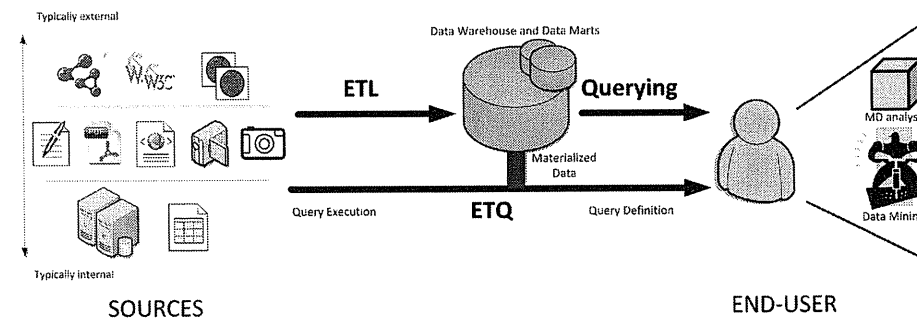 Typically external
Data Warehouse and Data Marts
W3C
ETL
Querying
MD analys
Materialized
Data
Query Execution
ETQ
Query Definition
Data Minin
Typically internal
SOURCES
END-USER